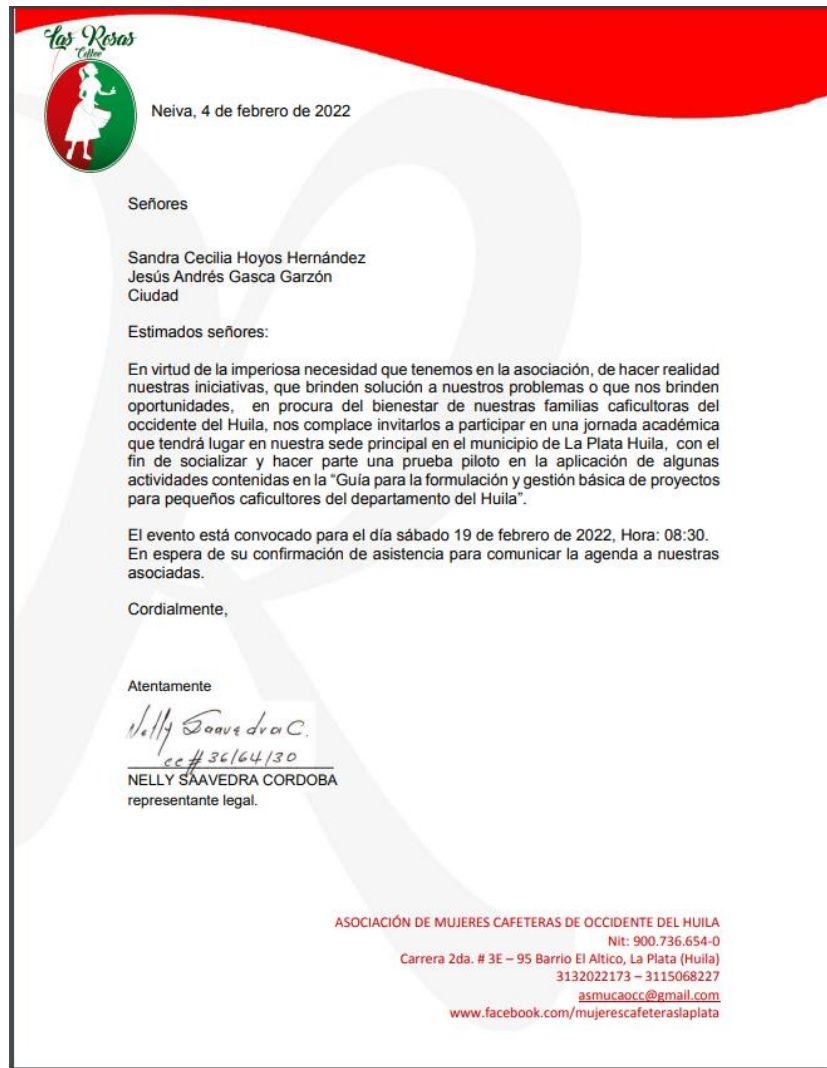 Las Rosas
Coffee
Neiva, 4 de febrero de 2022
Señores
Sandra Cecilia Hoyos Hernández
Jesús Andrés Gasca Garzón
Ciudad
Estimados señores:
En virtud de la imperiosa necesidad que tenemos en la asociación, de hacer realidad
nuestras iniciativas, que brinden solución a nuestros problemas o que nos brinden
oportunidades, en procura del bienestar de nuestras familias caficultoras del
occidente del Huila, nos complace invitarlos a participar en una jornada académica
que tendrá lugar en nuestra sede principal en el municipio de La Plata Huila, con el
fin de socializar y hacer parte una prueba piloto en la aplicación de algunas
actividades contenidas en la “Guía para la formulación y gestión básica de proyectos
para pequeños caficultores del departamento del Huila”.
El evento está convocado para el día sábado 19 de febrero de 2022, Hora: 08:30.
En espera de su confirmación de asistencia para comunicar la agenda a nuestras
asociadas.
Cordialmente,
Atentamente
Nelly Saavedra C.
cc # 36164130
NELLY SAAVEDRA CORDOBA
representante legal.
ASOCIACIÓN DE MUJERES CAFETERAS DE OCCIDENTE DEL HUILA
Nit: 900.736.654-0
Carrera 2da. # 3E – 95 Barrio El Altico, La Plata (Huila)
3132022173 – 3115068227
asmucaocc@gmail.com
www.facebook.com/mujerescafeteraslaplata